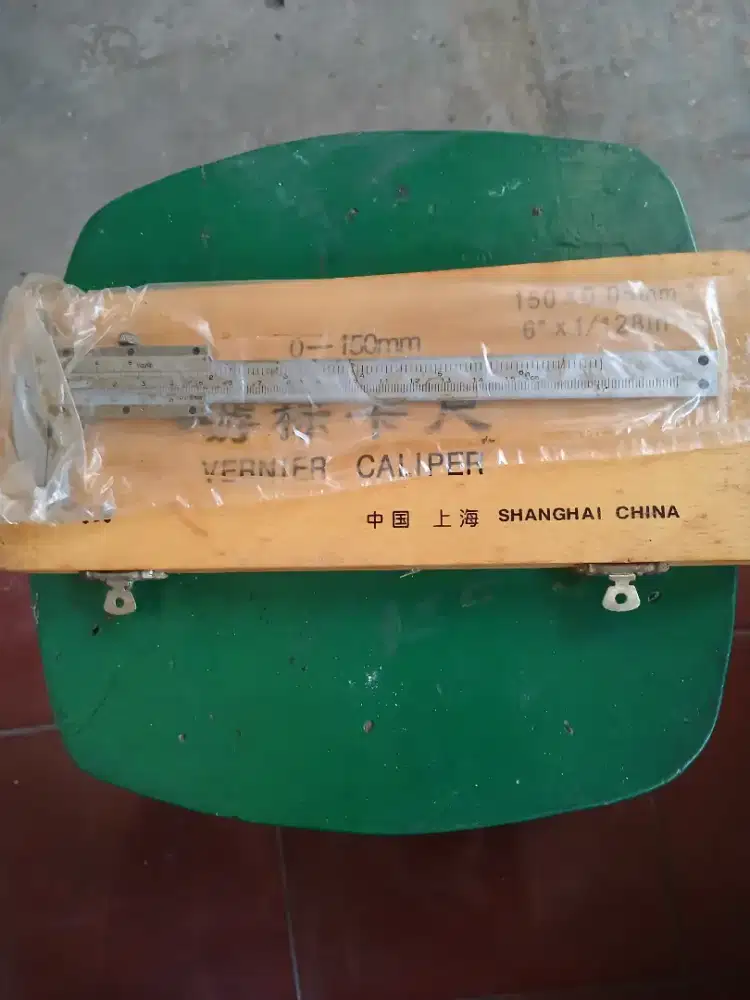 150 × 0.05mm
6" x 1/128in
0—150mm
游标卡尺
VERNIER CALIPER
中国 上海 SHANGHAI CHINA